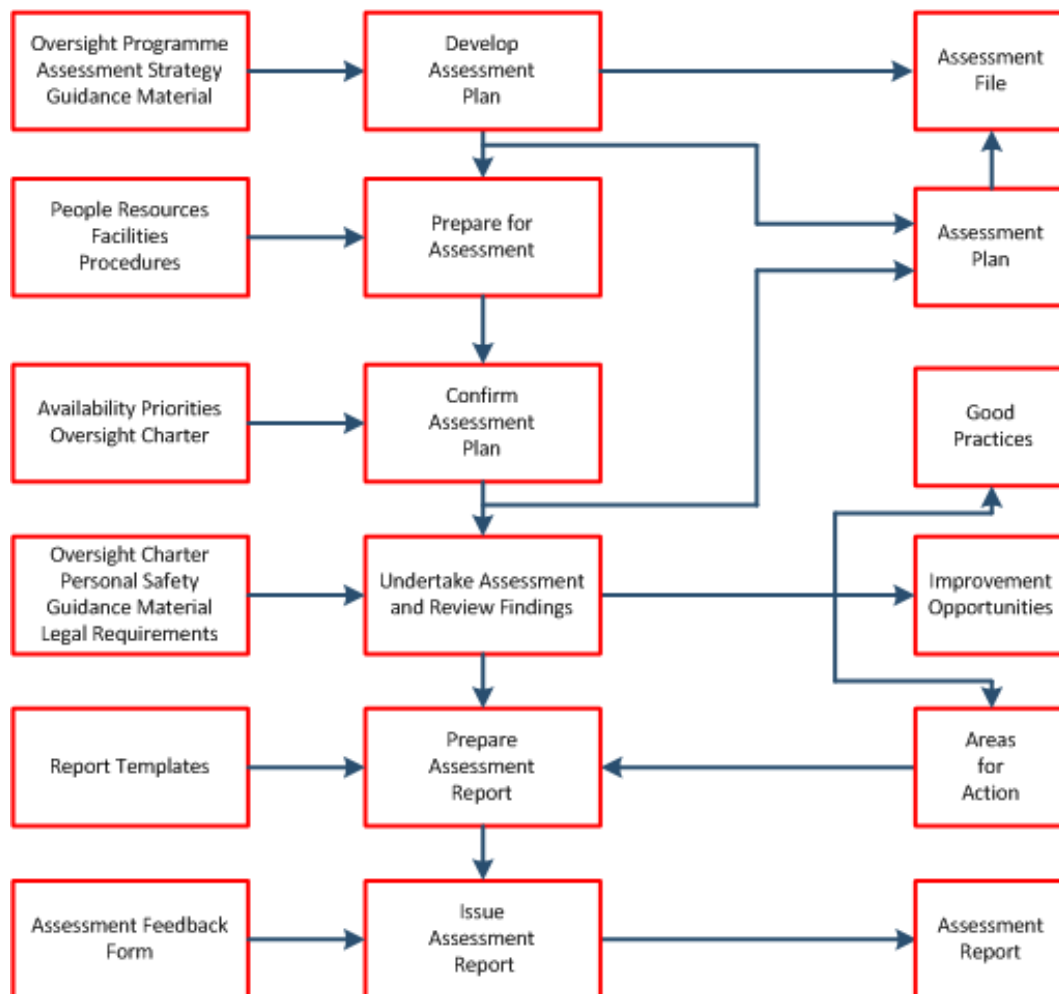 Oversight Programme
Assessment Strategy
Guidance Material
Develop
Assessment
Plan
Assessment
File
People Resources
Facilities
Procedures
Prepare for
Assessment
Assessment
Plan
Availability Priorities
Oversight Charter
Confirm
Assessment
Plan
Good
Practices
Oversight Charter
Personal Safety
Guidance Material
Legal Requirements
Undertake Assessment
and Review Findings
Improvement
Opportunities
Report Templates
Prepare
Assessment
Report
Areas
for
Action
Assessment Feedback
Form
Issue
Assessment
Report
Assessment
Report